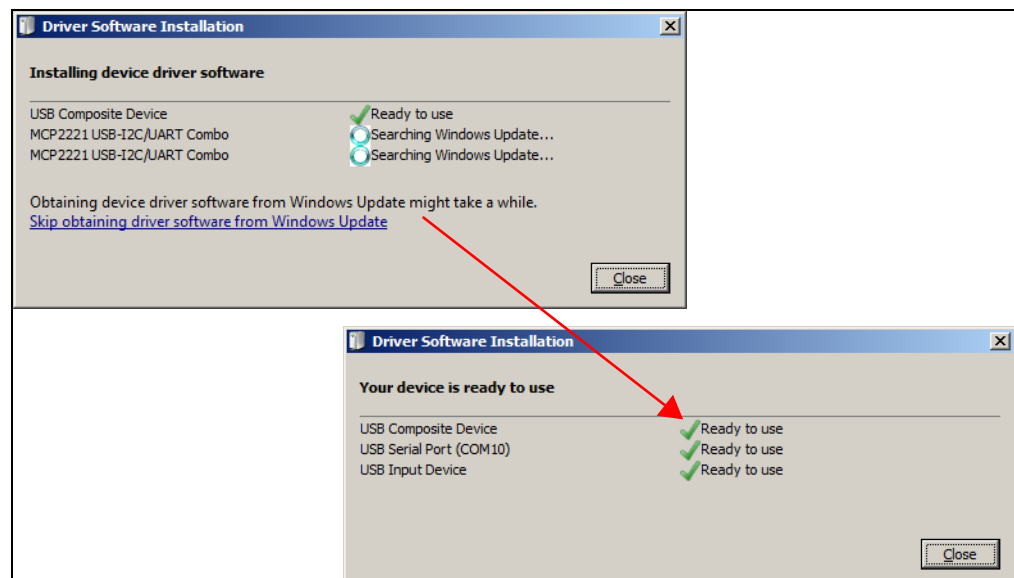 Driver Software Installation
Installing device driver software
USB Composite Device Ready to use
MCP2221 USB-I2C/UART Combo Searching Windows Update...
MCP2221 USB-I2C/UART Combo Searching Windows Update...
Obtaining device driver software from Windows Update might take a while.
Skip obtaining driver software from Windows Update
Close
Driver Software Installation
Your device is ready to use
USB Composite Device Ready to use
USB Serial Port (COM10) Ready to use
USB Input Device Ready to use
Close